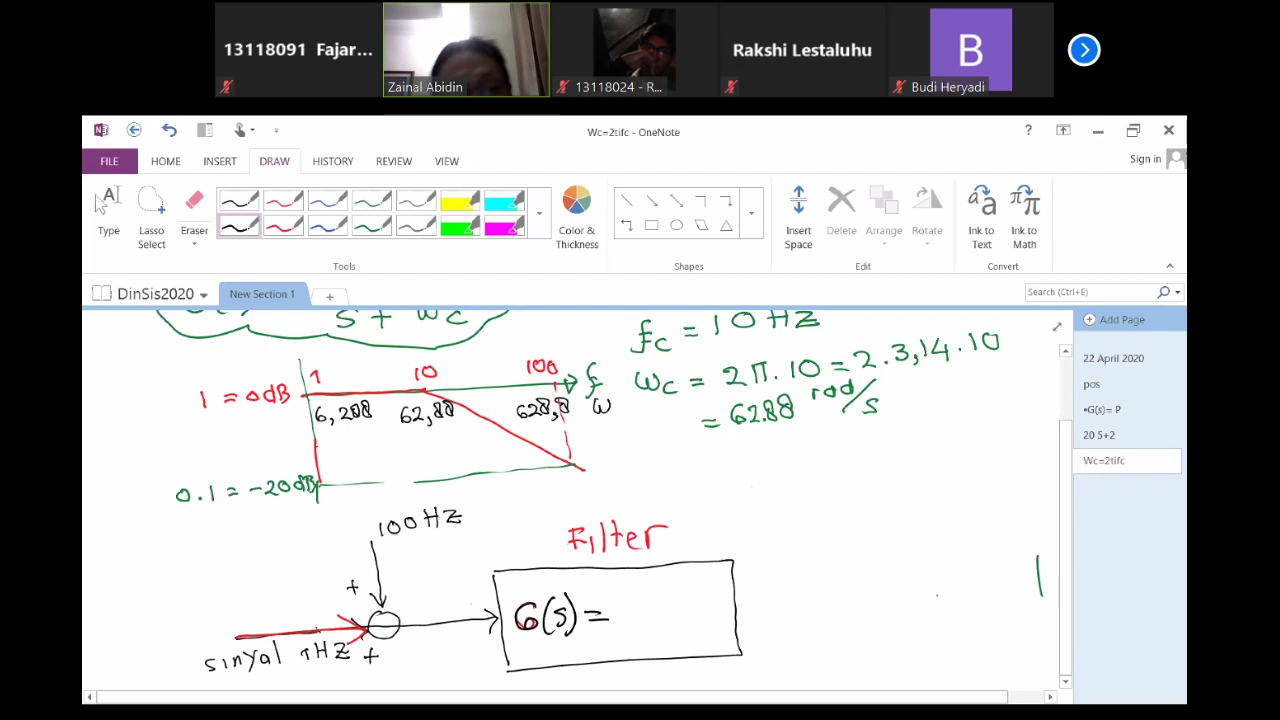 13118091 Fajar...
Zainal Abidin
13118024 - R...
Rakshi Lestaluhu
B
Budi Heryadi
Wc=2tifc - OneNote
?
Sign in
FILE HOME INSERT DRAW HISTORY REVIEW VIEW
Type
Lasso Select
Eraser
Color & Thickness
Insert Space
Delete
Arrange
Rotate
Ink to Text
Ink to Math
Tools
Shapes
Edit
Convert
DinSis2020
New Section 1
Search (Ctrl+E)
Add Page
22 April 2020
pos
•G(s)= P
20 S+2
Wc=2tifc
s + wc
fc = 10 HZ
wc = 2π.10 = 2.3,14.10
= 62.88 rad/s
1 10 100 f
1 = 0dB
6,288 62,88 628,8 w
0.1 = -20dB
100 HZ
+
Filter
G(s) =
sinyal 1HZ +